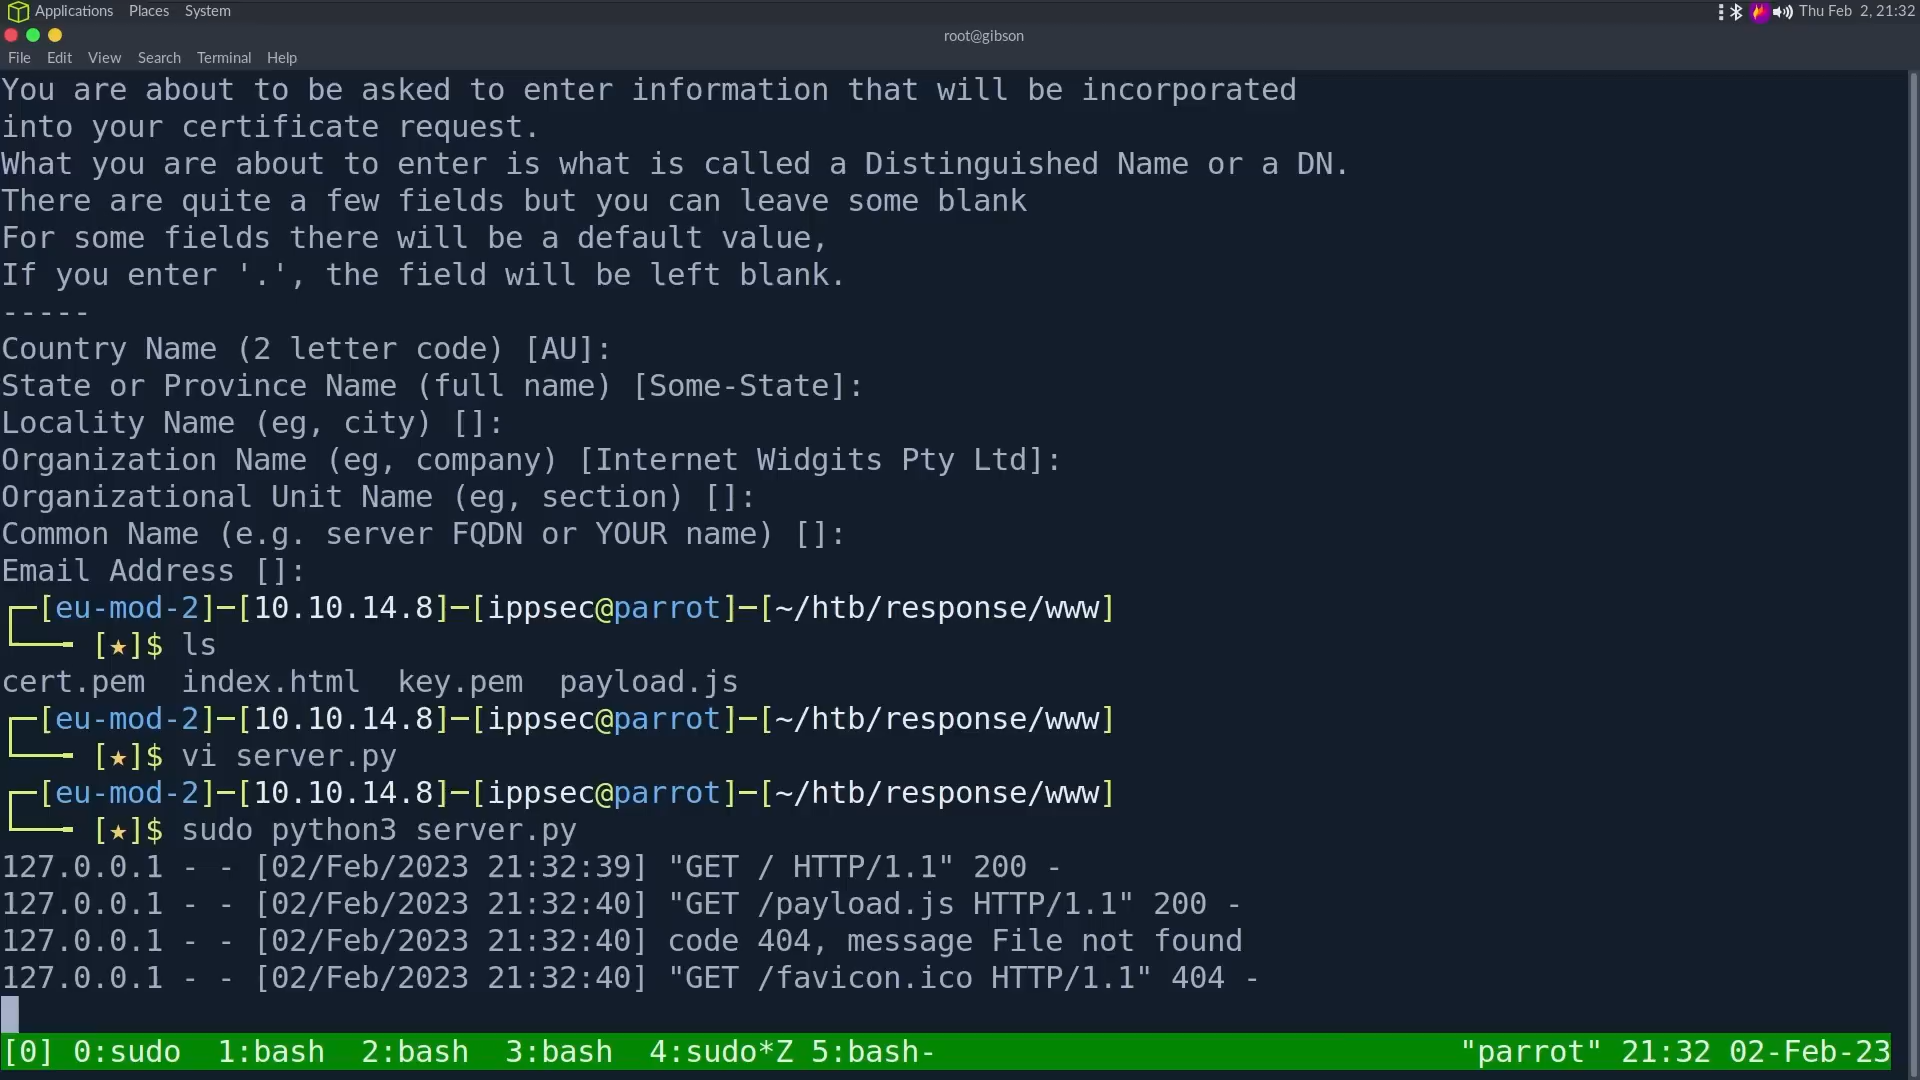 Applications Places System Thu Feb 2, 21:32
root@gibson
File Edit View Search Terminal Help
You are about to be asked to enter information that will be incorporated
into your certificate request.
What you are about to enter is what is called a Distinguished Name or a DN.
There are quite a few fields but you can leave some blank
For some fields there will be a default value,
If you enter '.', the field will be left blank.
-----
Country Name (2 letter code) [AU]:
State or Province Name (full name) [Some-State]:
Locality Name (eg, city) []:
Organization Name (eg, company) [Internet Widgits Pty Ltd]:
Organizational Unit Name (eg, section) []:
Common Name (e.g. server FQDN or YOUR name) []:
Email Address []:
┌─[eu-mod-2]─[10.10.14.8]─[ippsec@parrot]─[~/htb/response/www]
└──╼ [★]$ ls
cert.pem  index.html  key.pem  payload.js
┌─[eu-mod-2]─[10.10.14.8]─[ippsec@parrot]─[~/htb/response/www]
└──╼ [★]$ vi server.py
┌─[eu-mod-2]─[10.10.14.8]─[ippsec@parrot]─[~/htb/response/www]
└──╼ [★]$ sudo python3 server.py
127.0.0.1 - - [02/Feb/2023 21:32:39] "GET / HTTP/1.1" 200 -
127.0.0.1 - - [02/Feb/2023 21:32:40] "GET /payload.js HTTP/1.1" 200 -
127.0.0.1 - - [02/Feb/2023 21:32:40] code 404, message File not found
127.0.0.1 - - [02/Feb/2023 21:32:40] "GET /favicon.ico HTTP/1.1" 404 -
[0] 0:sudo  1:bash  2:bash  3:bash  4:sudo*Z 5:bash- "parrot" 21:32 02-Feb-23